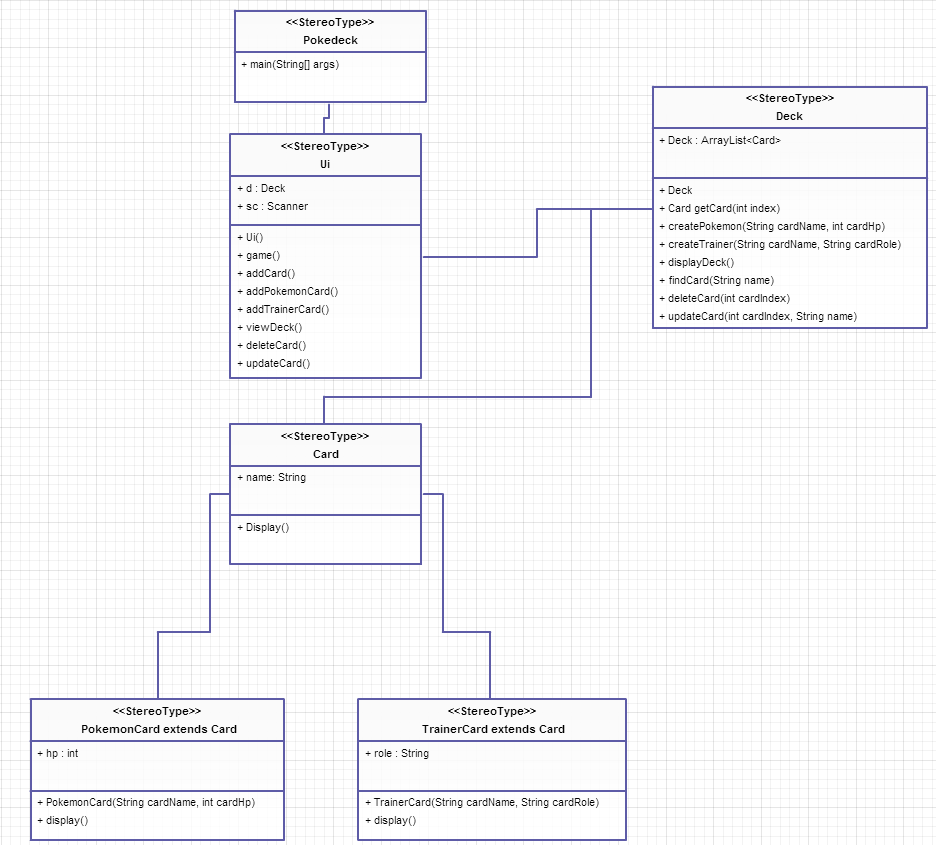 <<StereoType>>
Pokedeck
+ main(String[] args)
<<StereoType>>
Ui
+ d : Deck
+ sc : Scanner
+ Ui()
+ game()
+ addCard()
+ addPokemonCard()
+ addTrainerCard()
+ viewDeck()
+ deleteCard()
+ updateCard()
<<StereoType>>
Deck
+ Deck : ArrayList<Card>
+ Deck
+ Card getCard(int index)
+ createPokemon(String cardName, int cardHp)
+ createTrainer(String cardName, String cardRole)
+ displayDeck()
+ findCard(String name)
+ deleteCard(int cardIndex)
+ updateCard(int cardIndex, String name)
<<StereoType>>
Card
+ name: String
+ Display()
<<StereoType>>
PokemonCard extends Card
+ hp : int
+ PokemonCard(String cardName, int cardHp)
+ display()
<<StereoType>>
TrainerCard extends Card
+ role : String
+ TrainerCard(String cardName, String cardRole)
+ display()